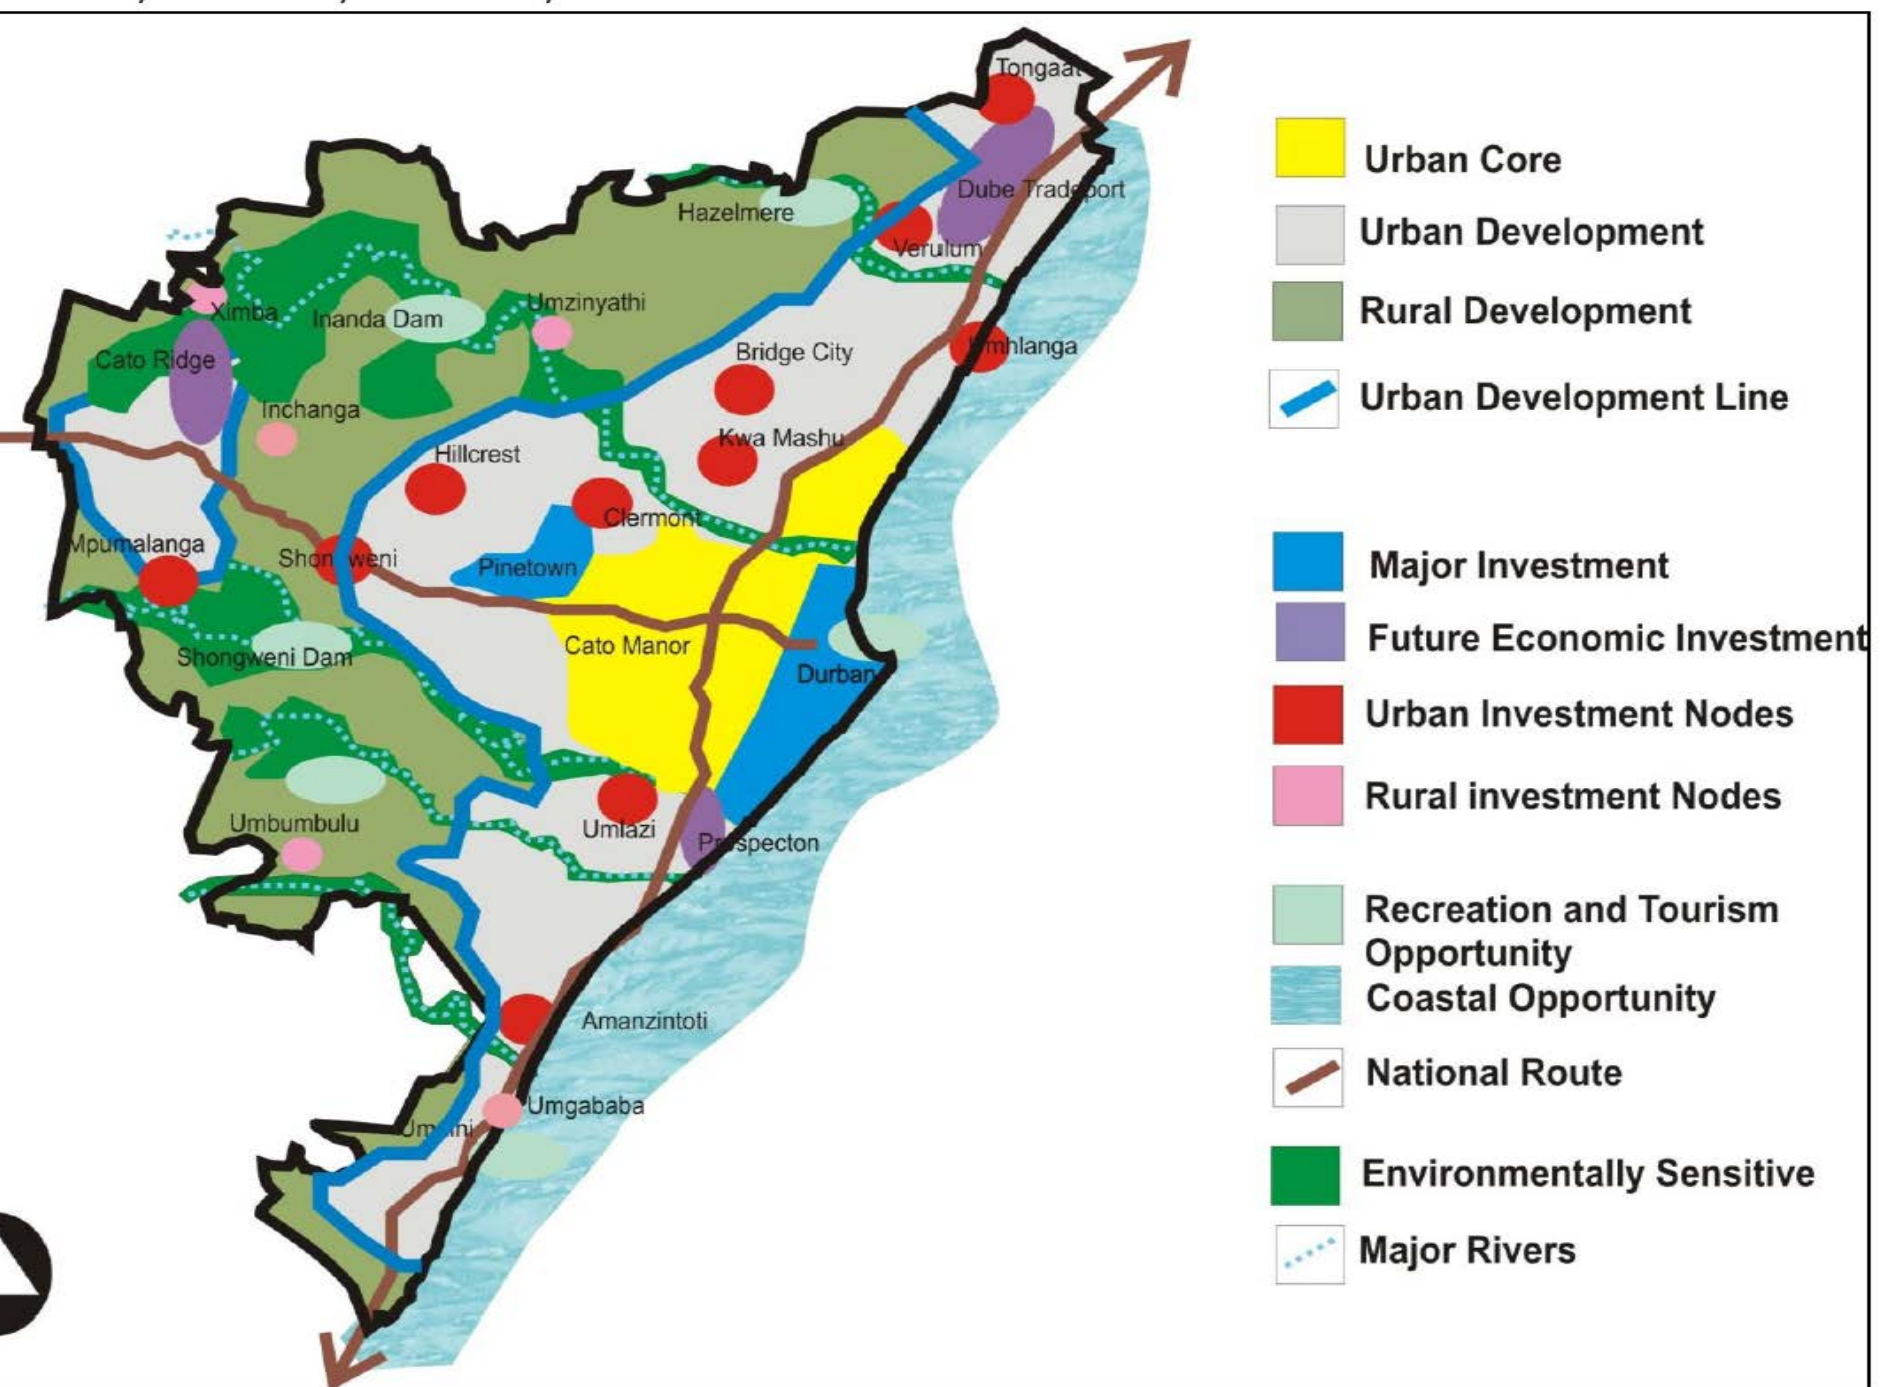 Tongaat
Dube Tradeport
Hazelmere
Verulum
Ximba
Inanda Dam
Umzinyathi
Umhlanga
Bridge City
Cato Ridge
Inchanga
Kwa Mashu
Hillcrest
Clermont
Mpumalanga
Shongweni
Pinetown
Cato Manor
Shongweni Dam
Durban
Umbumbulu
Umlazi
Prospecton
Amanzintoti
Umgababa
Urban Core
Urban Development
Rural Development
Urban Development Line
Major Investment
Future Economic Investment
Urban Investment Nodes
Rural investment Nodes
Recreation and Tourism
Opportunity
Coastal Opportunity
National Route
Environmentally Sensitive
Major Rivers